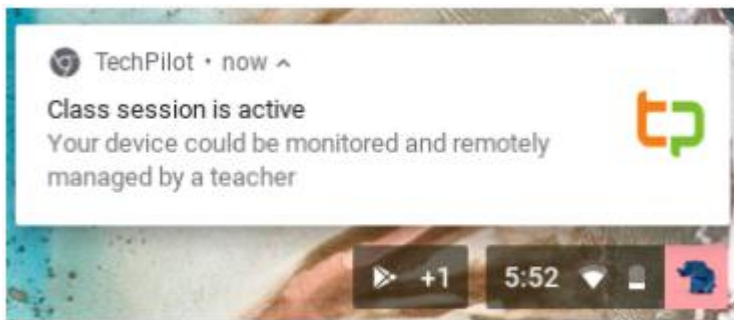 TechPilot • now
Class session is active
Your device could be monitored and remotely
managed by a teacher
tp
+1 5:52